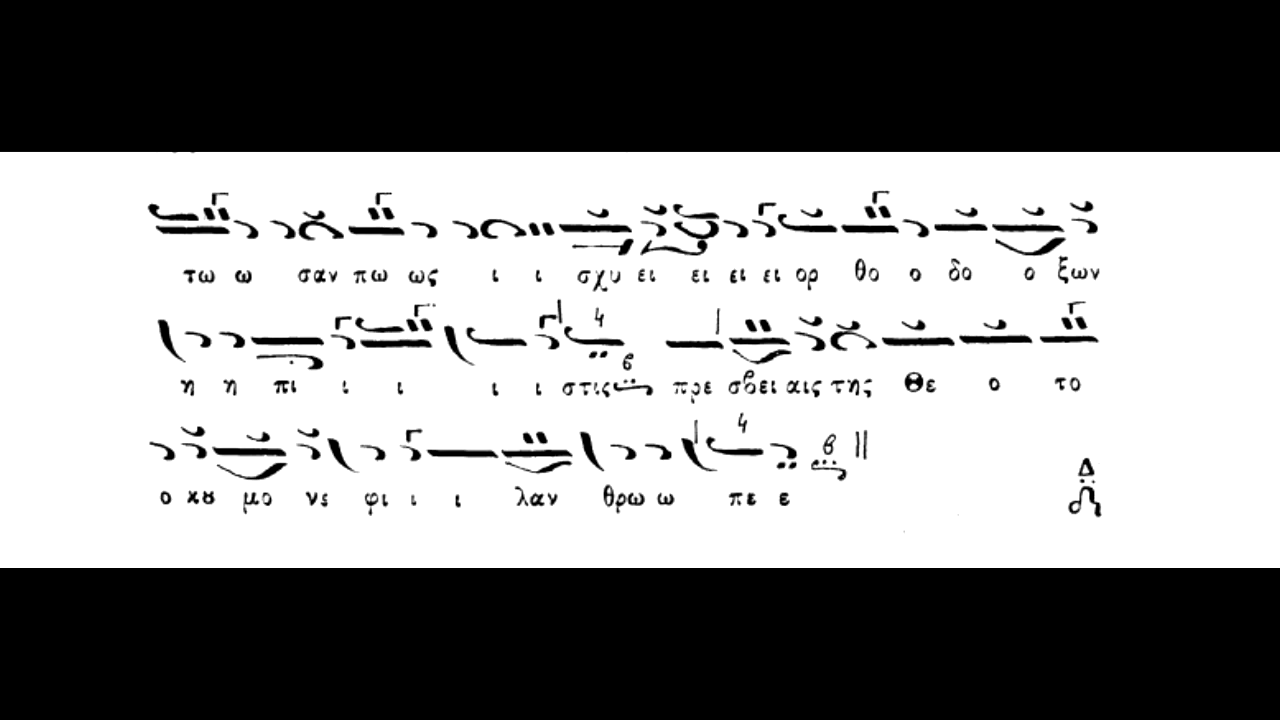 τω ω σαν πω ως ι ι σχυ ει ει ει ει ορ θο ο δο ο ξων
η η πι ι ι ι ι στις πρε σβει αις της Θε ο το
ο κȣ μο νε φι ι ι λαν θρω ω πε ε
Δ